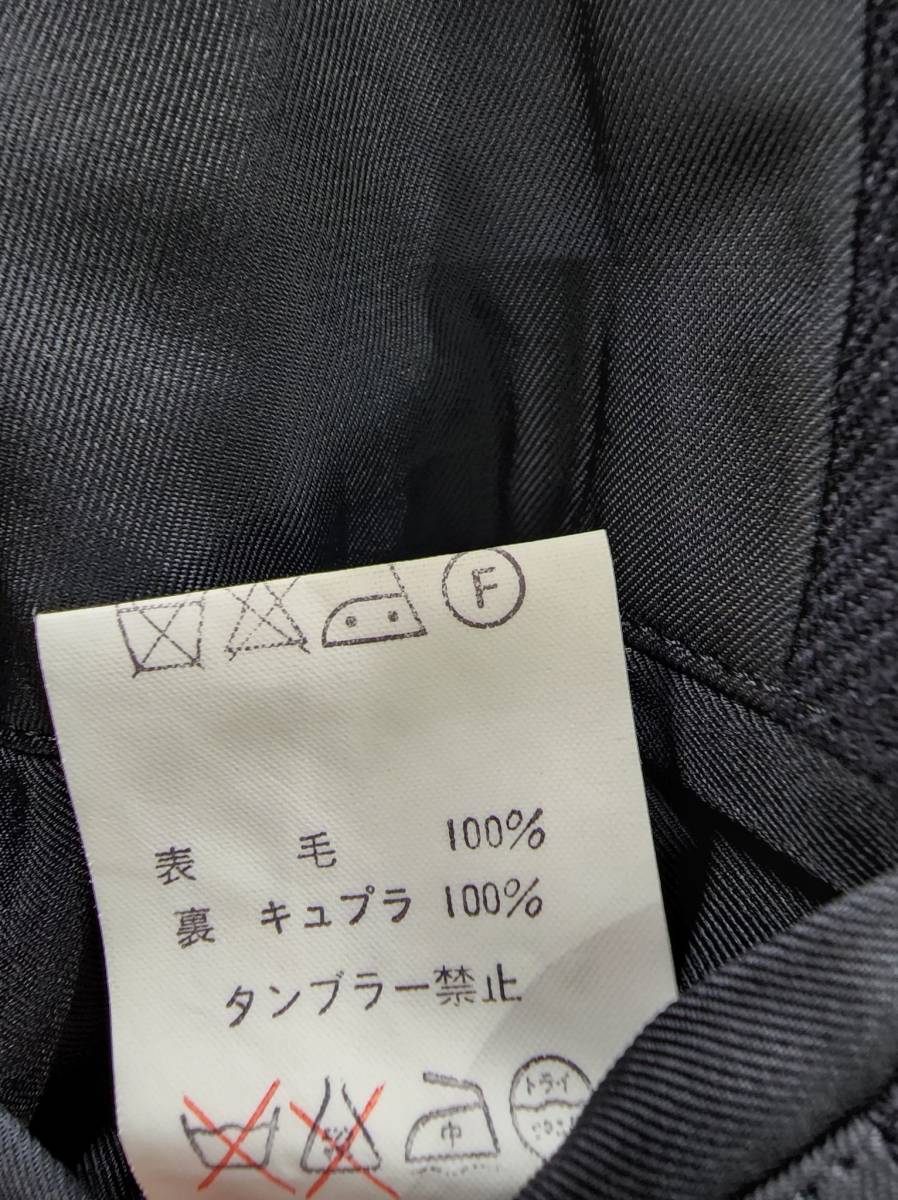 F
表 毛 100%
裏 キュプラ 100%
タンブラー禁止
中 ドライ